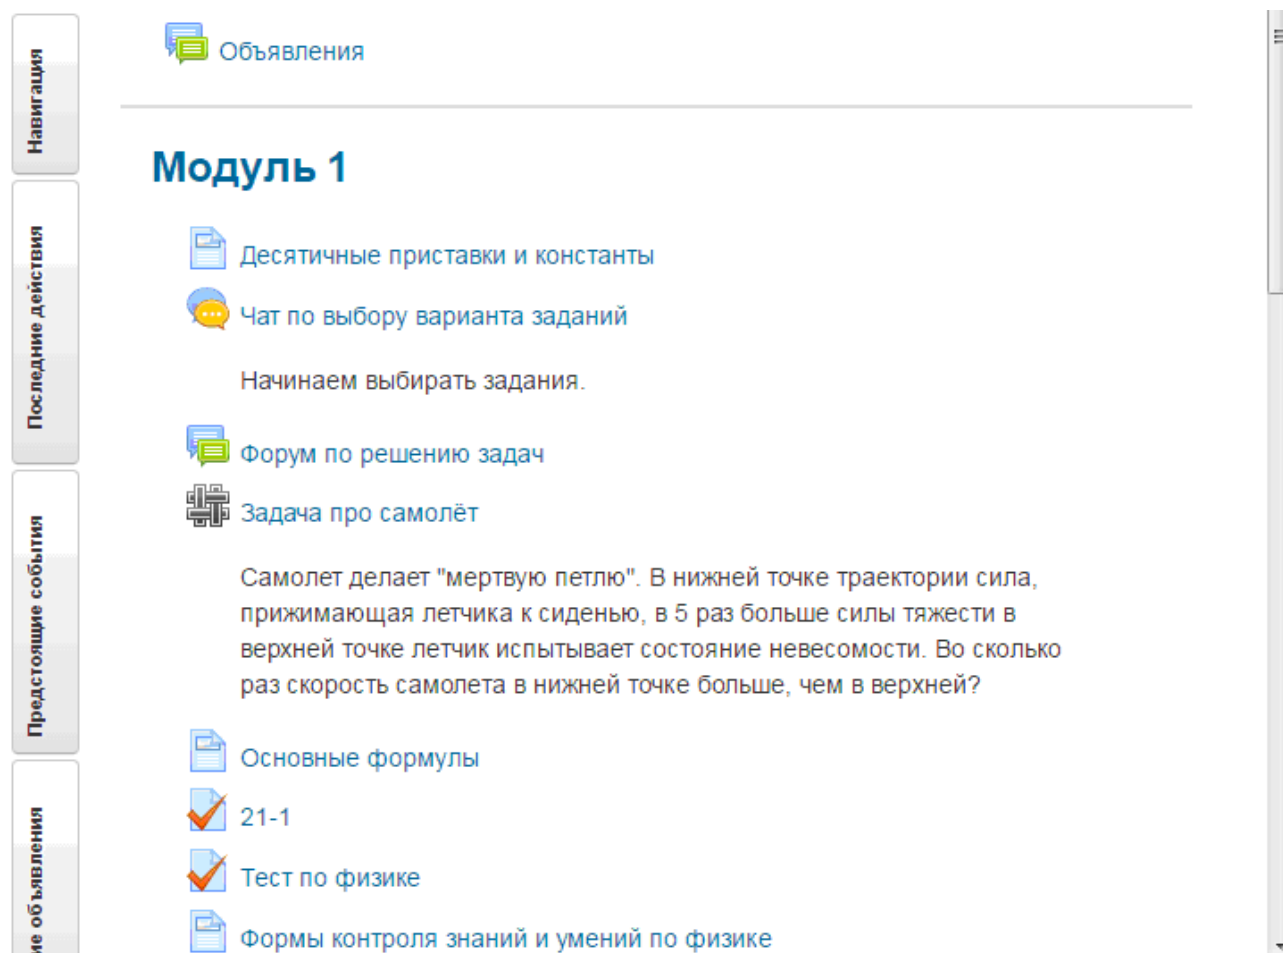 Навигация
Последние действия
Предстоящие события
объявления
Объявления
Модуль 1
Десятичные приставки и константы
Чат по выбору варианта заданий
Начинаем выбирать задания.
Форум по решению задач
Задача про самолёт
Самолет делает "мертвую петлю". В нижней точке траектории сила,
прижимающая летчика к сиденью, в 5 раз больше силы тяжести в
верхней точке летчик испытывает состояние невесомости. Во сколько
раз скорость самолета в нижней точке больше, чем в верхней?
Основные формулы
21-1
Тест по физике
Формы контроля знаний и умений по физике